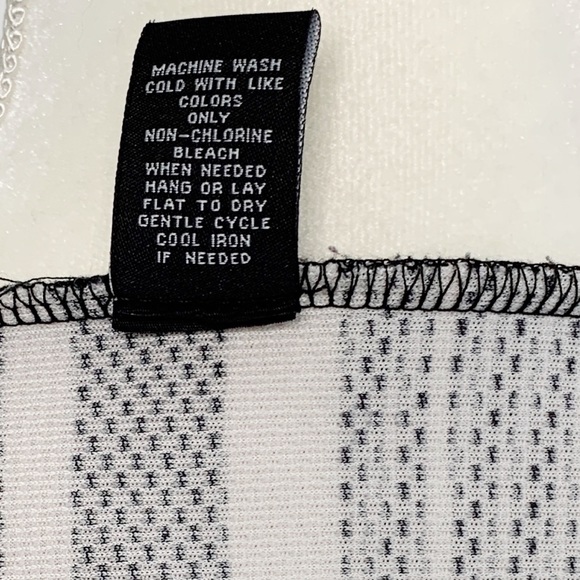 MACHINE WASH
COLD WITH LIKE
COLORS
ONLY
NON-CHLORINE
BLEACH
WHEN NEEDED
HANG OR LAY
FLAT TO DRY
GENTLE CYCLE
COOL IRON
IF NEEDED